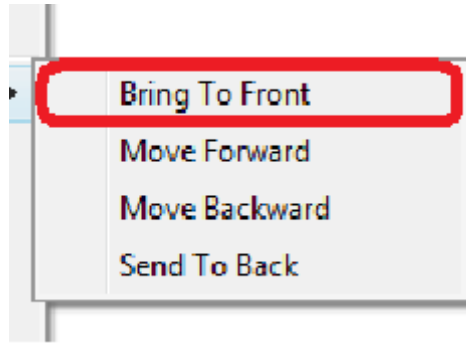 Bring To Front
Move Forward
Move Backward
Send To Back